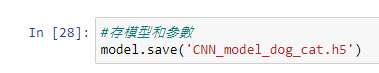 In [28]:
#存模型和參數
model.save('CNN_model_dog_cat.h5')